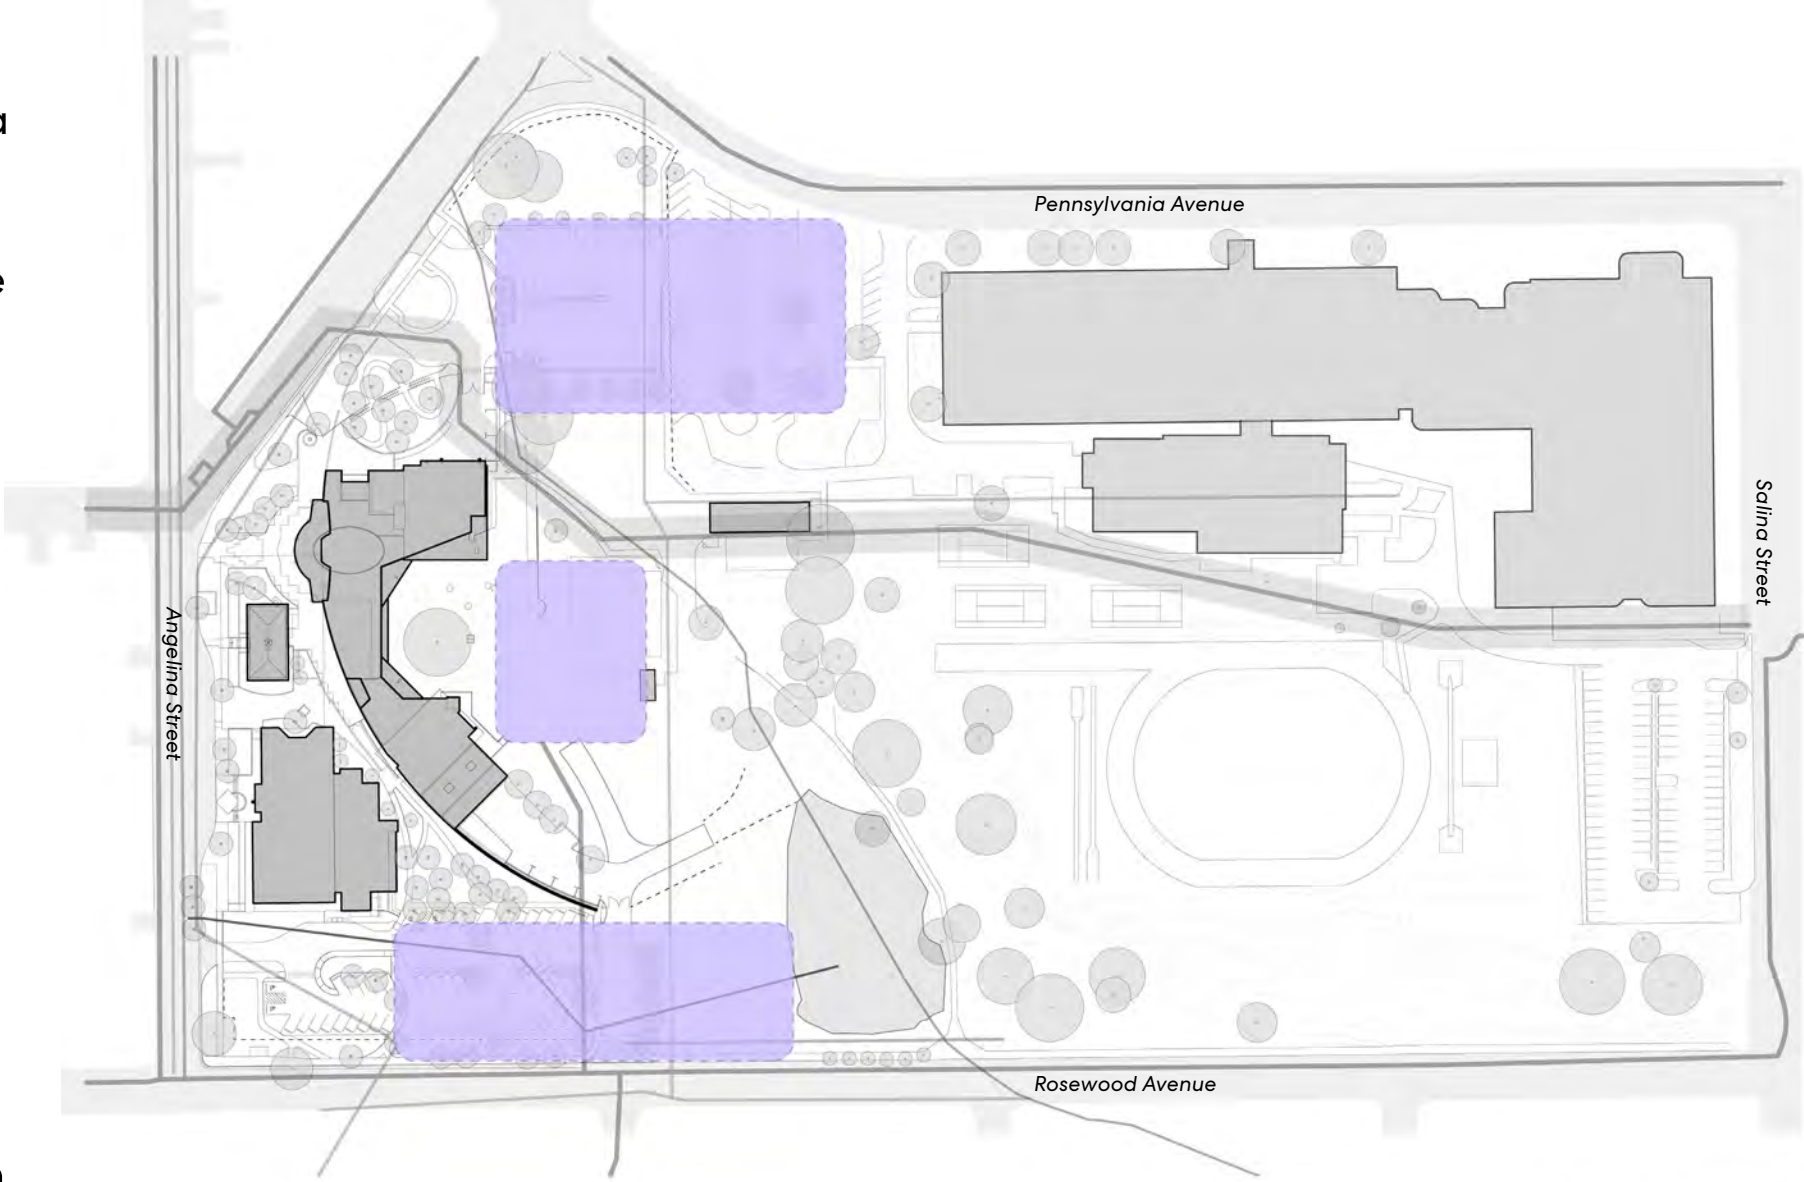 a
Pennsylvania Avenue
e
Salina Street
Angelina Street
Rosewood Avenue